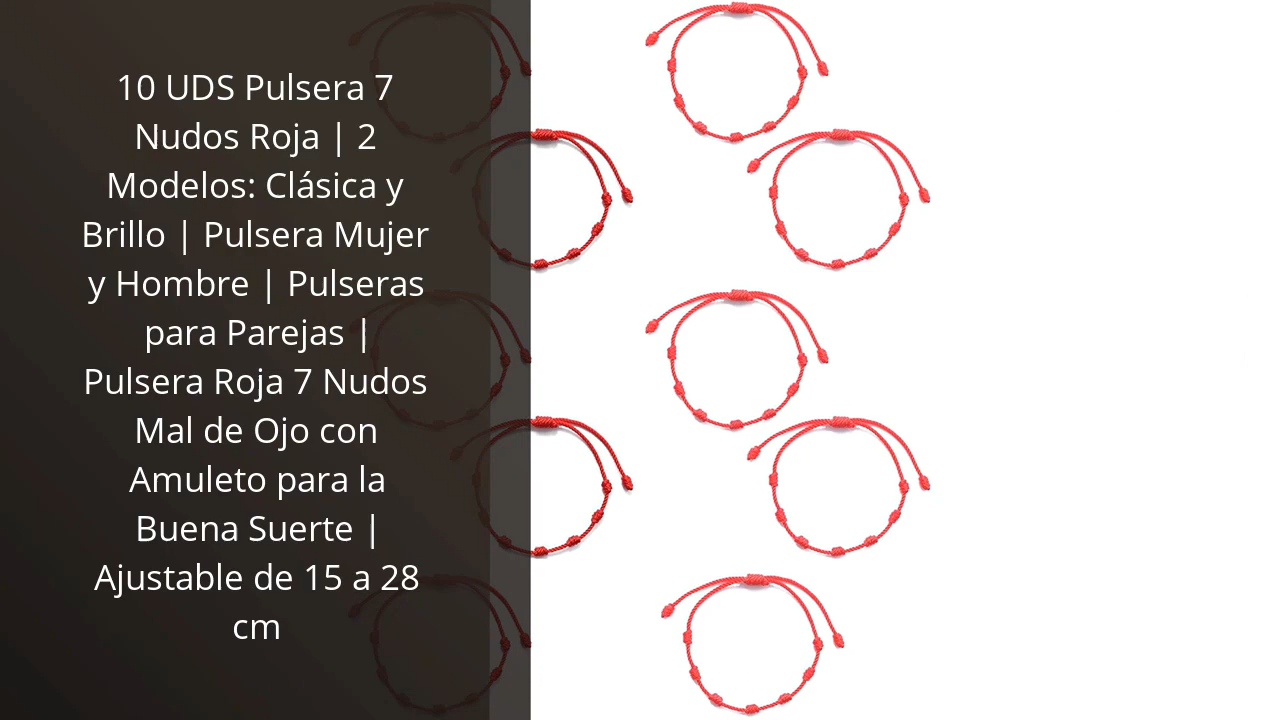 10 UDS Pulsera 7
Nudos Roja | 2
Modelos: Clásica y
Brillo | Pulsera Mujer
y Hombre | Pulseras
para Parejas |
Pulsera Roja 7 Nudos
Mal de Ojo con
Amuleto para la
Buena Suerte |
Ajustable de 15 a 28
cm